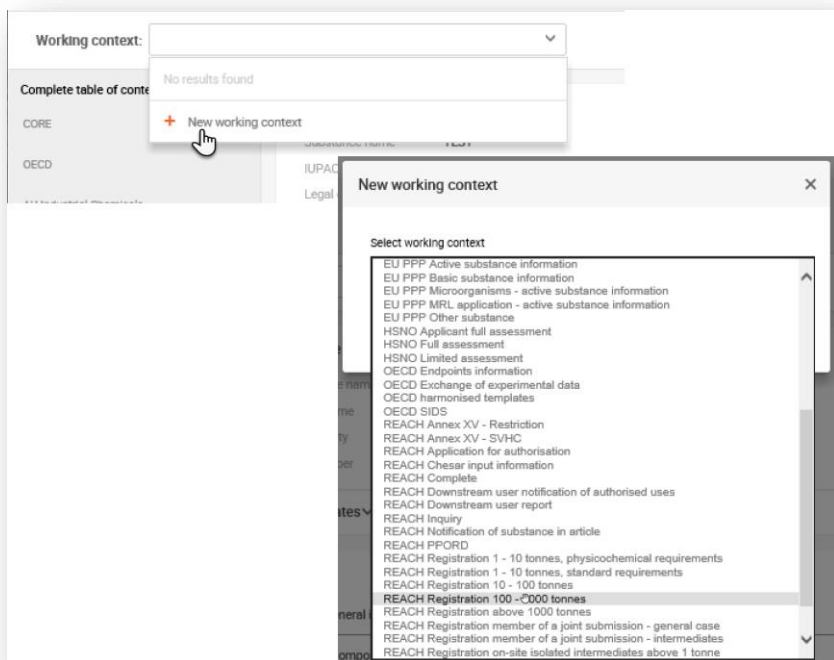 Working context:
No results found
Complete table of conte
CORE
+ New working context
Substance name TEST
OECD
IUPAC
Legal
AU Industrial Chemicals
New working context ×
Select working context
EU PPP Active substance information
EU PPP Basic substance information
EU PPP Microorganisms - active substance information
EU PPP MRL application - active substance information
EU PPP Other substance
HSNO Applicant full assessment
HSNO Full assessment
HSNO Limited assessment
OECD Endpoints information
OECD Exchange of experimental data
OECD harmonised templates
OECD SIDS
REACH Annex XV - Restriction
REACH Annex XV - SVHC
REACH Application for authorisation
REACH Chesar input information
REACH Complete
REACH Downstream user notification of authorised uses
REACH Downstream user report
REACH Inquiry
REACH Notification of substance in article
REACH PPORD
REACH Registration 1 - 10 tonnes, physicochemical requirements
REACH Registration 1 - 10 tonnes, standard requirements
REACH Registration 10 - 100 tonnes
REACH Registration 100 - 1000 tonnes
REACH Registration above 1000 tonnes
REACH Registration member of a joint submission - general case
REACH Registration member of a joint submission - intermediates
REACH Registration on-site isolated intermediates above 1 tonne